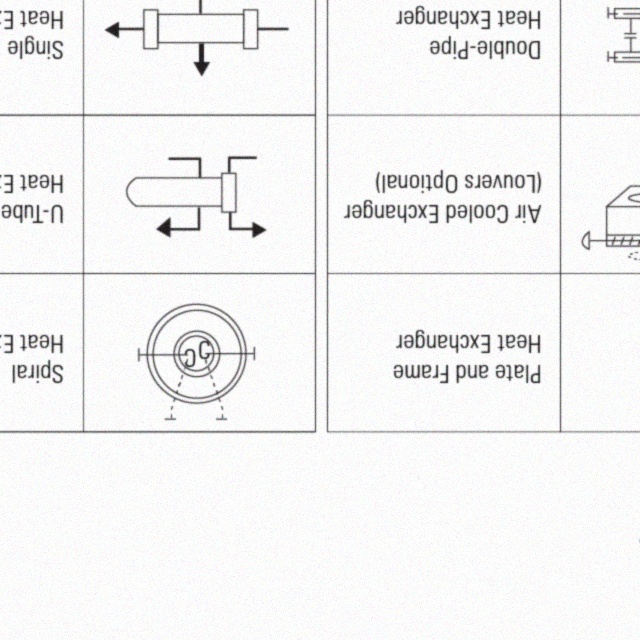 Plate and Frame
Heat Exchanger
Spiral
Heat
Air Cooled Exchanger
(Louvers Optional)
U-Tube
Heat
Double-Pipe
Heat Exchanger
Single
Heat